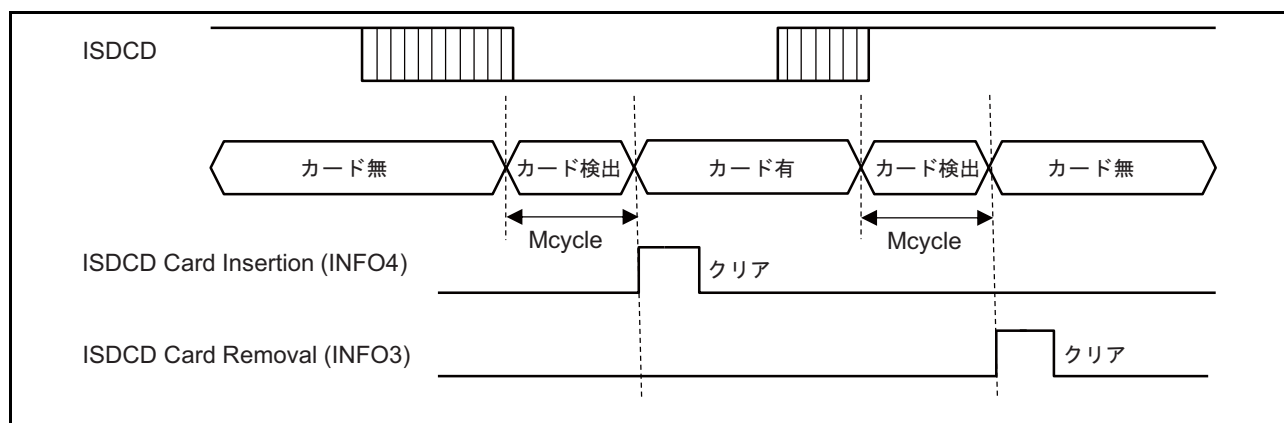 ISDCD
カード無 カード検出 カード有 カード検出 カード無
Mcycle Mcycle
ISDCD Card Insertion (INFO4) クリア
ISDCD Card Removal (INFO3) クリア